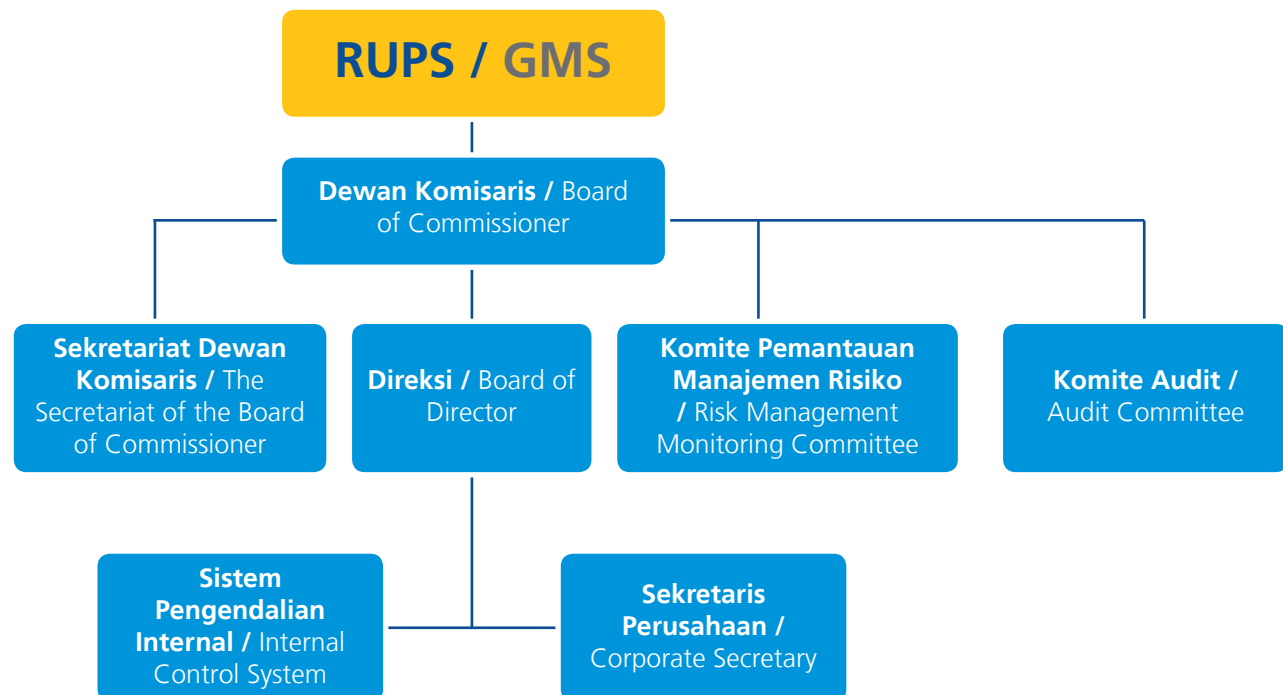 RUPS / GMS
Dewan Komisaris / Board
of Commissioner
Sekretariat Dewan
Komisaris / The
Secretariat of the Board
of Commissioner
Direksi / Board of
Director
Komite Pemantauan
Manajemen Risiko
/ Risk Management
Monitoring Committee
Komite Audit /
Audit Committee
Sistem
Pengendalian
Internal / Internal
Control System
Sekretaris
Perusahaan /
Corporate Secretary